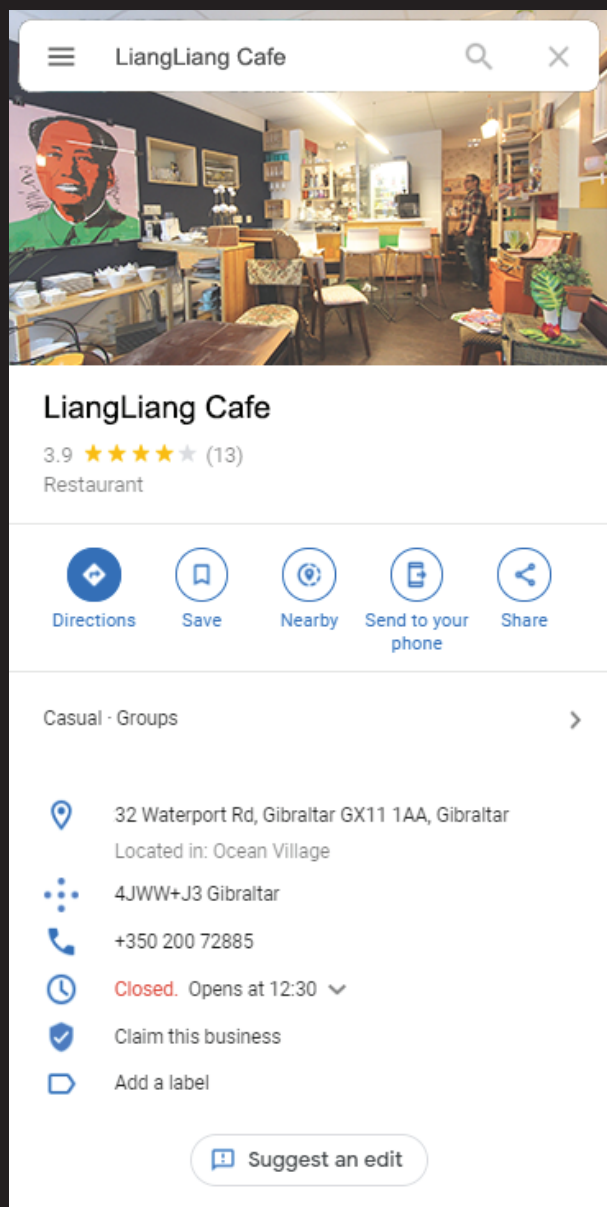 LiangLiang Cafe
LiangLiang Cafe
3.9 (13)
Restaurant
Directions
Save
Nearby
Send to your
phone
Share
Casual · Groups
32 Waterport Rd, Gibraltar GX11 1AA, Gibraltar
Located in: Ocean Village
4JWW+J3 Gibraltar
+350 200 72885
Closed. Opens at 12:30
Claim this business
Add a label
Suggest an edit